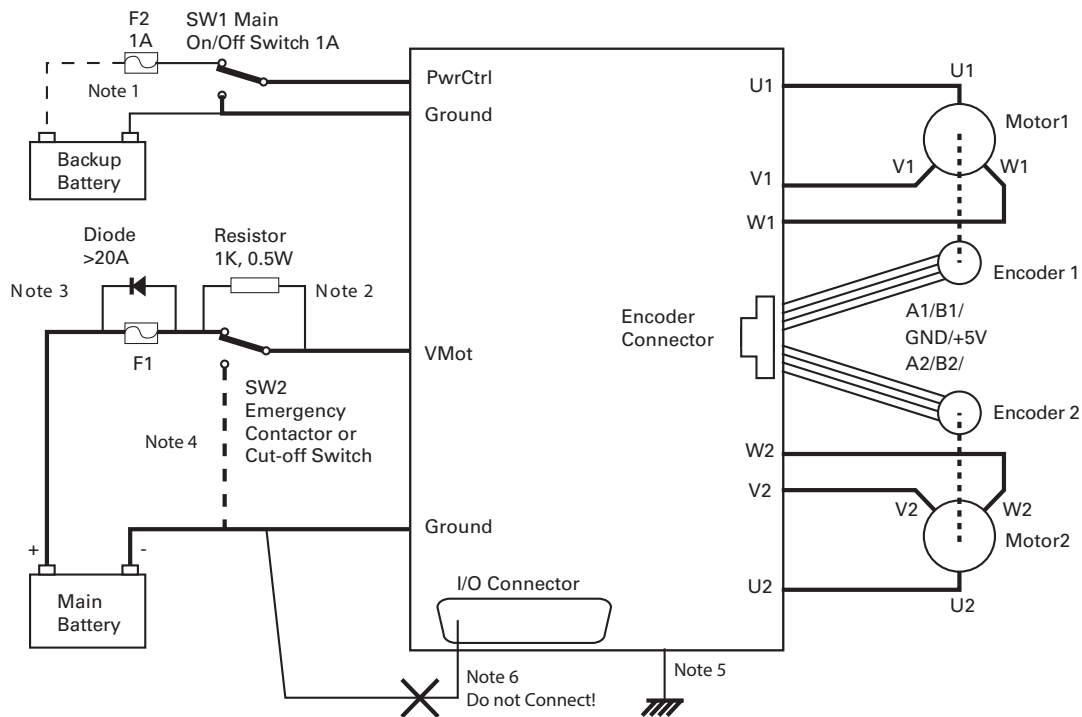 F2
1A
SW1 Main
On/Off Switch 1A
Note 1
Backup
Battery
PwrCtrl
Ground
U1
U1
Motor1
V1
W1
V1
W1
Diode
>20A
Resistor
1K, 0.5W
Note 3
Note 2
F1
VMot
Encoder
Connector
Encoder 1
A1/B1/
GND/+5V
A2/B2/
Encoder 2
SW2
Emergency
Contactor or
Cut-off Switch
Note 4
W2
V2
V2
W2
Motor2
Ground
+
-
Main
Battery
I/O Connector
U2
U2
Note 6
Do not Connect!
Note 5